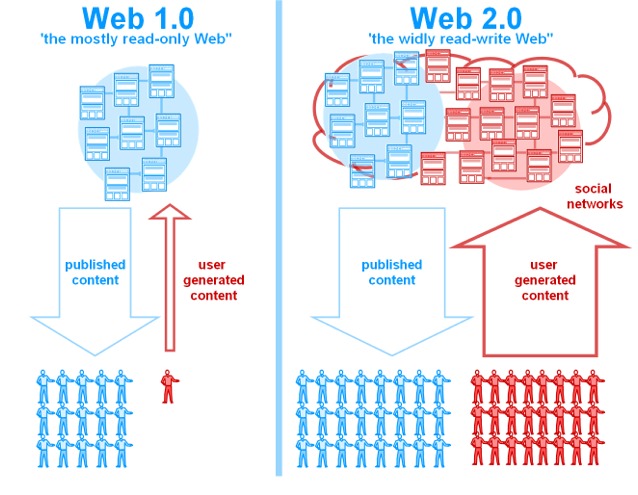 Web 1.0
'the mostly read-only Web"
published
content
user
generated
content
Web 2.0
'the widly read-write Web"
social
networks
published
content
user
generated
content